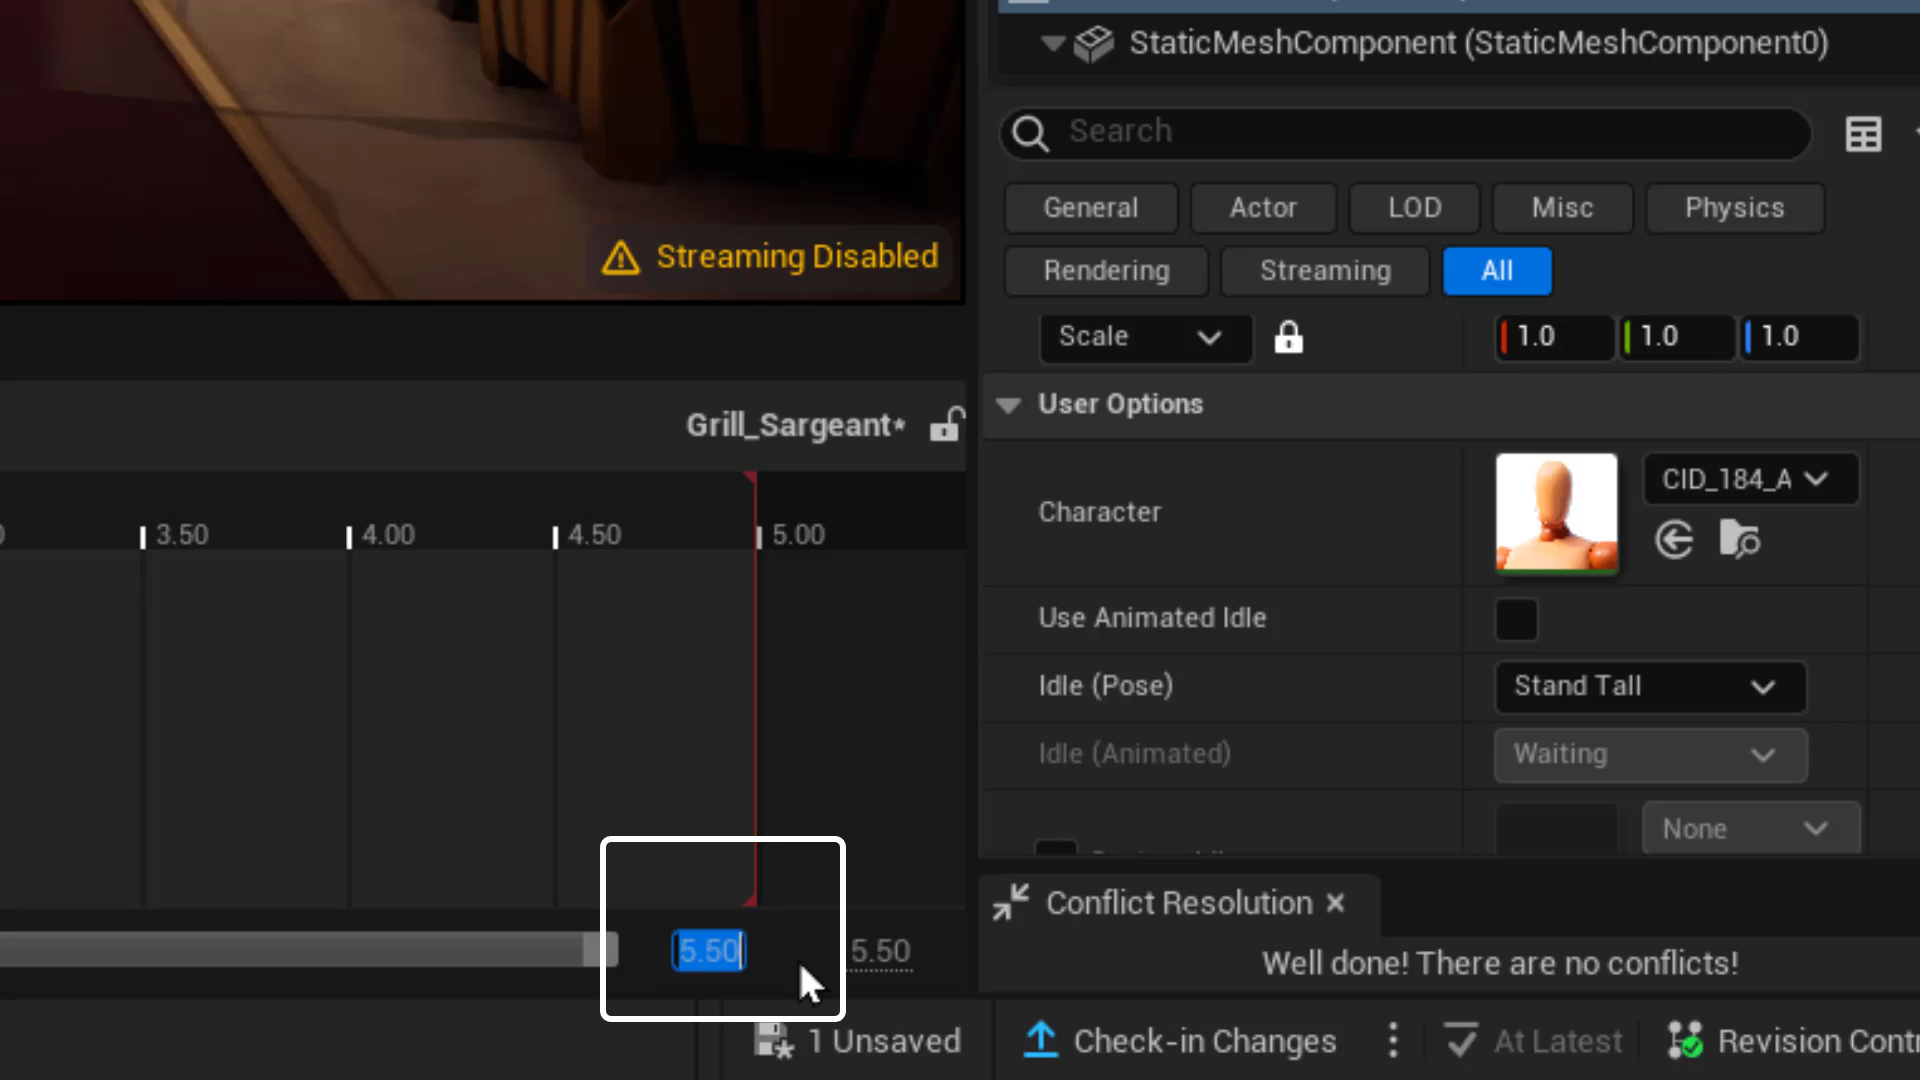 StaticMeshComponent (StaticMeshComponent0)
Search
General Actor LOD Misc Physics
Streaming Disabled
Rendering Streaming All
Scale 1.0 1.0 1.0
User Options
Grill_Sargeant*
Character CID_184_A
3.50 4.00 4.50 5.00
Use Animated Idle
Idle (Pose) Stand Tall
Idle (Animated) Waiting
None
Conflict Resolution
5.50 5.50
Well done! There are no conflicts!
1 Unsaved Check-in Changes At Latest Revision Contr